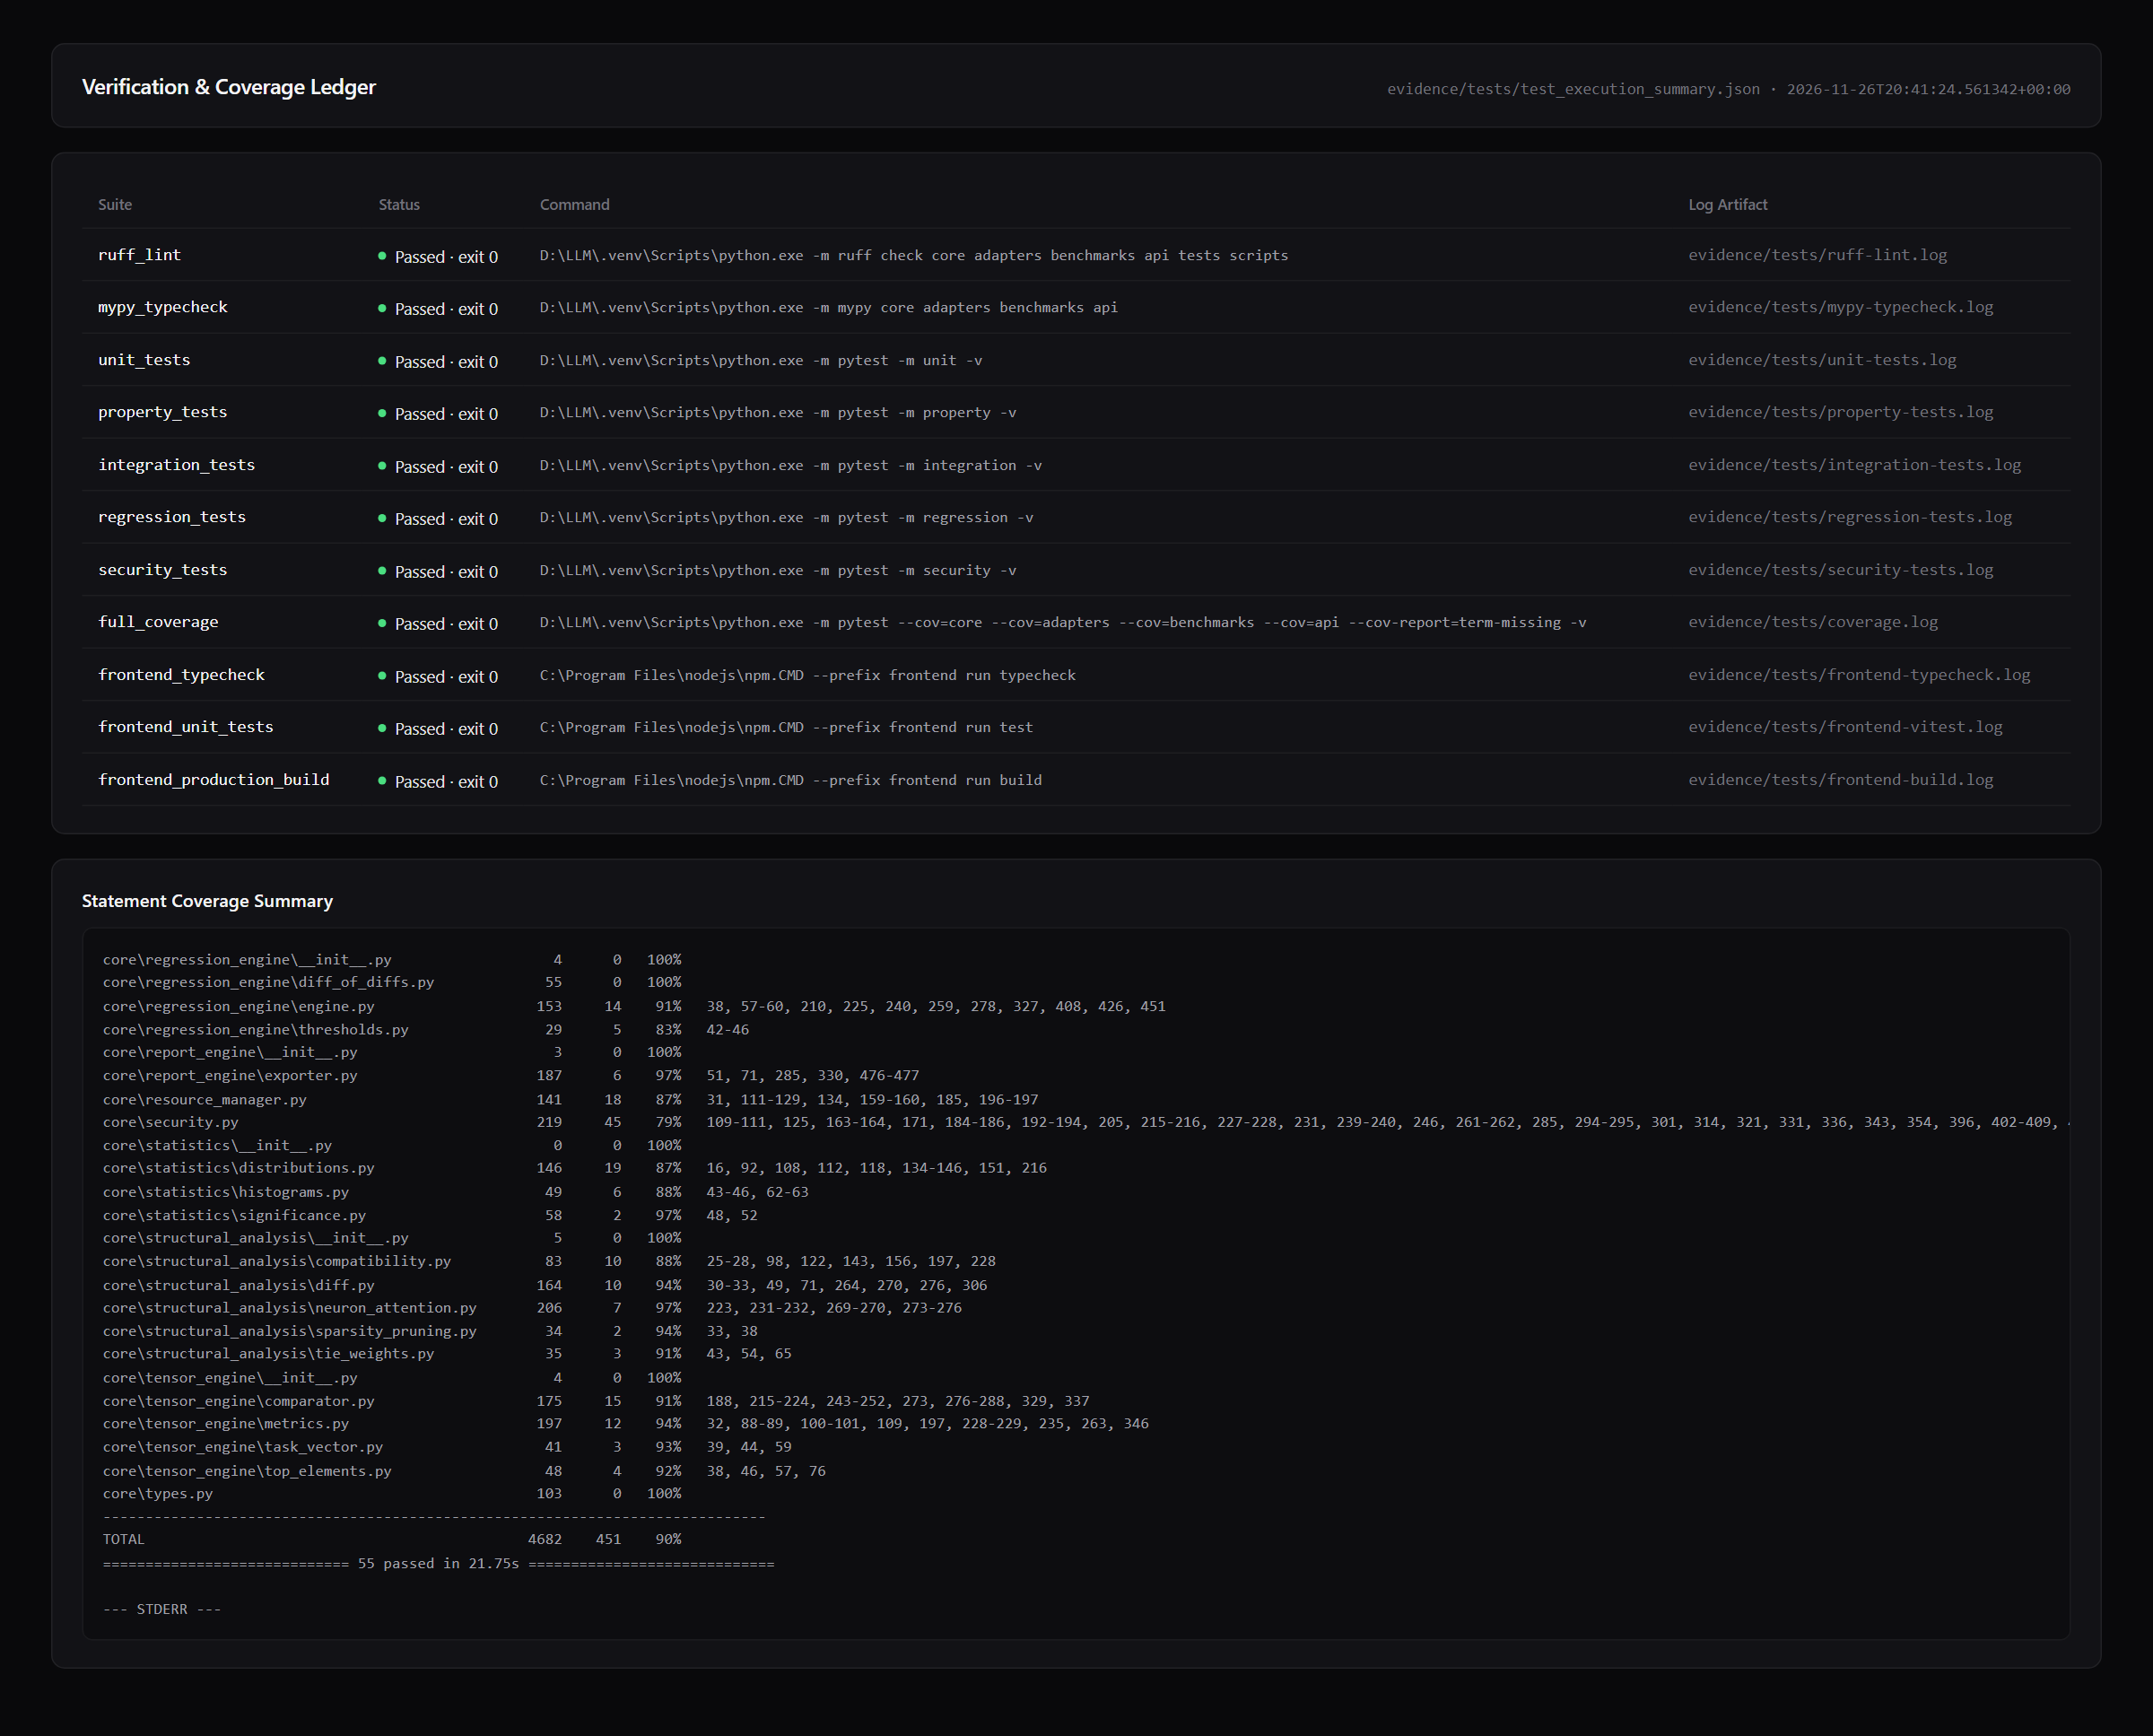 Verification & Coverage Ledger
evidence/tests/test_execution_summary.json · 2026-11-26T20:41:24.561342+00:00
Suite Status Command Log Artifact
ruff_lint Passed · exit 0 D:\LLM\.venv\Scripts\python.exe -m ruff check core adapters benchmarks api tests scripts evidence/tests/ruff-lint.log
mypy_typecheck Passed · exit 0 D:\LLM\.venv\Scripts\python.exe -m mypy core adapters benchmarks api evidence/tests/mypy-typecheck.log
unit_tests Passed · exit 0 D:\LLM\.venv\Scripts\python.exe -m pytest -m unit -v evidence/tests/unit-tests.log
property_tests Passed · exit 0 D:\LLM\.venv\Scripts\python.exe -m pytest -m property -v evidence/tests/property-tests.log
integration_tests Passed · exit 0 D:\LLM\.venv\Scripts\python.exe -m pytest -m integration -v evidence/tests/integration-tests.log
regression_tests Passed · exit 0 D:\LLM\.venv\Scripts\python.exe -m pytest -m regression -v evidence/tests/regression-tests.log
security_tests Passed · exit 0 D:\LLM\.venv\Scripts\python.exe -m pytest -m security -v evidence/tests/security-tests.log
full_coverage Passed · exit 0 D:\LLM\.venv\Scripts\python.exe -m pytest --cov=core --cov=adapters --cov=benchmarks --cov=api --cov-report=term-missing -v evidence/tests/coverage.log
frontend_typecheck Passed · exit 0 C:\Program Files\nodejs\npm.CMD --prefix frontend run typecheck evidence/tests/frontend-typecheck.log
frontend_unit_tests Passed · exit 0 C:\Program Files\nodejs\npm.CMD --prefix frontend run test evidence/tests/frontend-vitest.log
frontend_production_build Passed · exit 0 C:\Program Files\nodejs\npm.CMD --prefix frontend run build evidence/tests/frontend-build.log
Statement Coverage Summary
core\regression_engine\__init__.py 4 0 100%
core\regression_engine\diff_of_diffs.py 55 0 100%
core\regression_engine\engine.py 153 14 91% 38, 57-60, 210, 225, 240, 259, 278, 327, 408, 426, 451
core\regression_engine\thresholds.py 29 5 83% 42-46
core\report_engine\__init__.py 3 0 100%
core\report_engine\exporter.py 187 6 97% 51, 71, 285, 330, 476-477
core\resource_manager.py 141 18 87% 31, 111-129, 134, 159-160, 185, 196-197
core\security.py 219 45 79% 109-111, 125, 163-164, 171, 184-186, 192-194, 205, 215-216, 227-228, 231, 239-240, 246, 261-262, 285, 294-295, 301, 314, 321, 331, 336, 343, 354, 396, 402-409,
core\statistics\__init__.py 0 0 100%
core\statistics\distributions.py 146 19 87% 16, 92, 108, 112, 118, 134-146, 151, 216
core\statistics\histograms.py 49 6 88% 43-46, 62-63
core\statistics\significance.py 58 2 97% 48, 52
core\structural_analysis\__init__.py 5 0 100%
core\structural_analysis\compatibility.py 83 10 88% 25-28, 98, 122, 143, 156, 197, 228
core\structural_analysis\diff.py 164 10 94% 30-33, 49, 71, 264, 270, 276, 306
core\structural_analysis\neuron_attention.py 206 7 97% 223, 231-232, 269-270, 273-276
core\structural_analysis\sparsity_pruning.py 34 2 94% 33, 38
core\structural_analysis\tie_weights.py 35 3 91% 43, 54, 65
core\tensor_engine\__init__.py 4 0 100%
core\tensor_engine\comparator.py 175 15 91% 188, 215-224, 243-252, 273, 276-288, 329, 337
core\tensor_engine\metrics.py 197 12 94% 32, 88-89, 100-101, 109, 197, 228-229, 235, 263, 346
core\tensor_engine\task_vector.py 41 3 93% 39, 44, 59
core\tensor_engine\top_elements.py 48 4 92% 38, 46, 57, 76
core\types.py 103 0 100%
------------------------------------------------------------------------------
TOTAL 4682 451 90%
============================= 55 passed in 21.75s =============================
--- STDERR ---